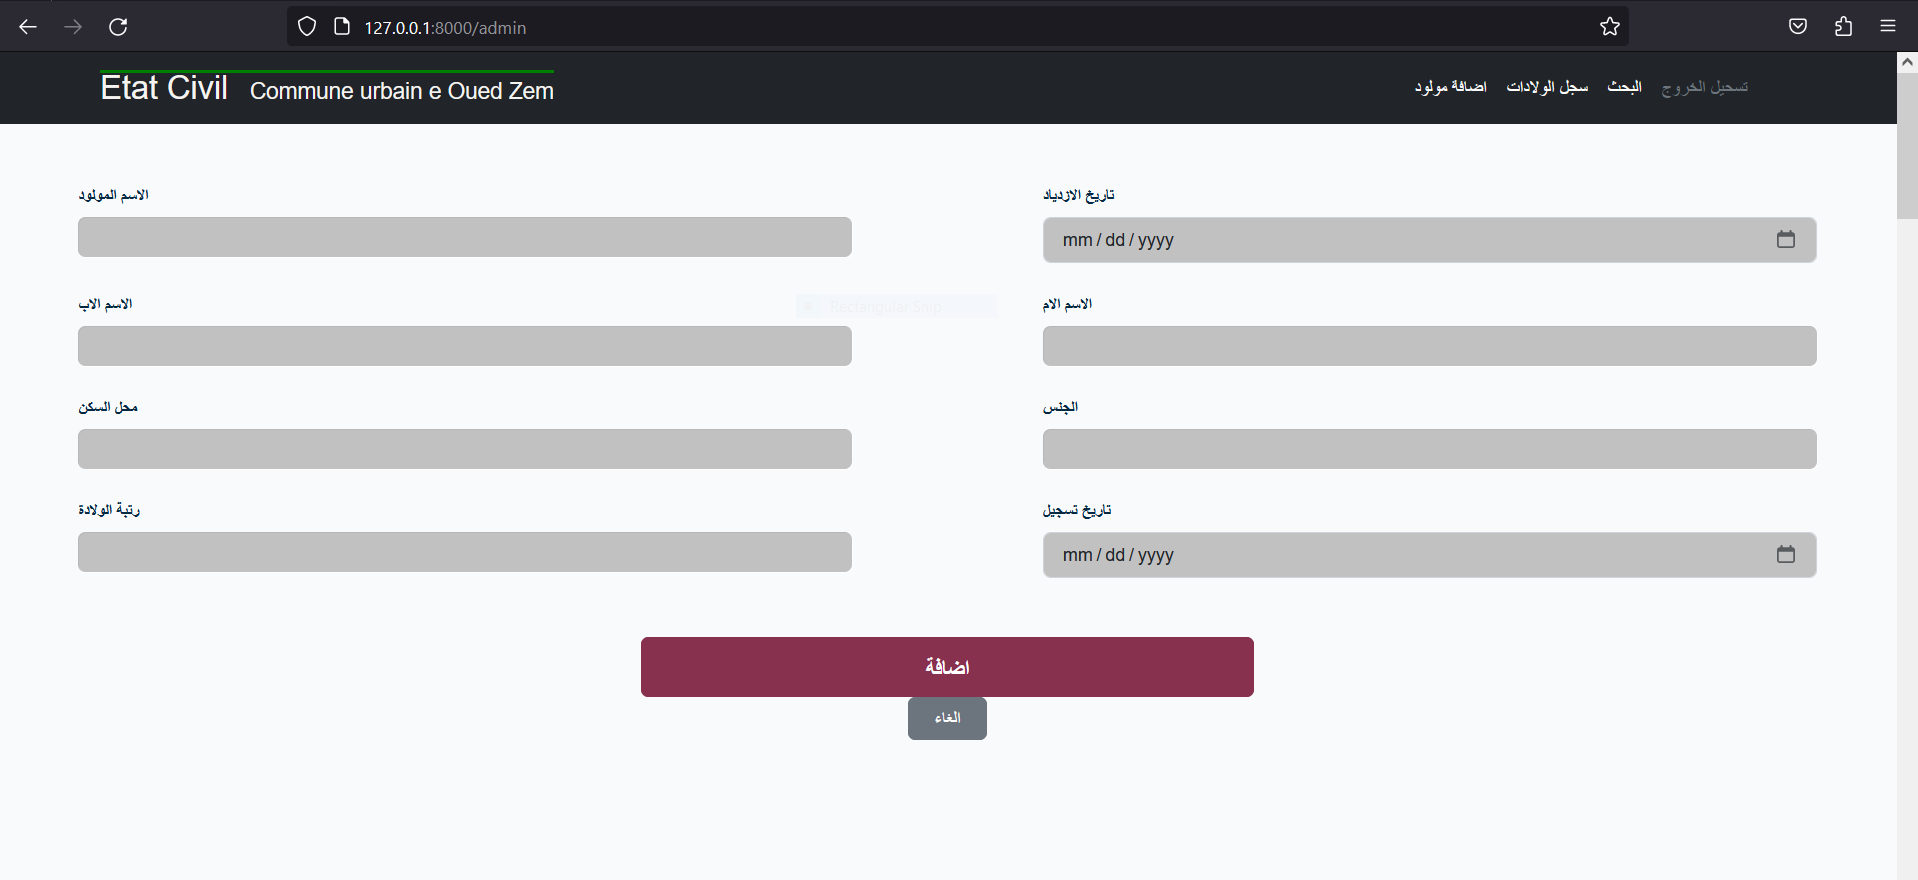 127.0.0.1:8000/admin
Etat Civil Commune urbain e Oued Zem
اضافة مولود سجل الولادات البحث تسحيل الخروج
الاسم المولود
تاريخ الازدياد
mm / dd / yyyy
الاسم الاب
Rectangular Snip
الاسم الام
محل السكن
الجنس
رتبة الولادة
تاريخ تسجيل
mm / dd / yyyy
اضافة
الغاء